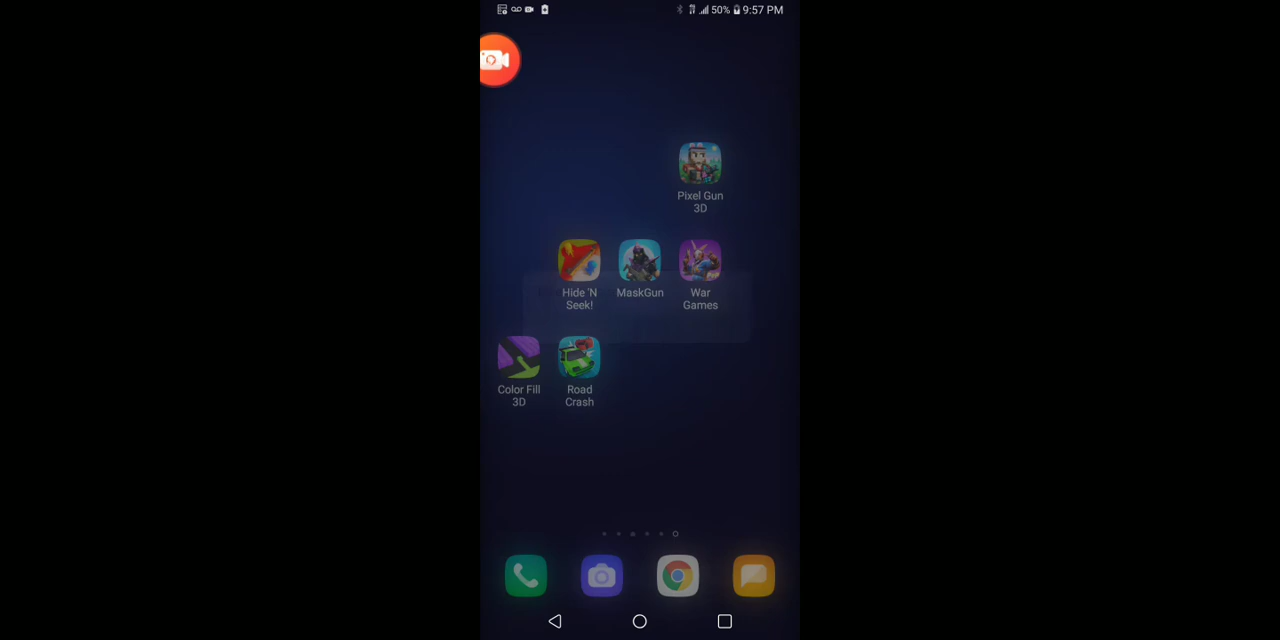 50% 9:57 PM
Pixel Gun
3D
Hide 'N
Seek!
MaskGun
War
Games
Color Fill
3D
Road
Crash